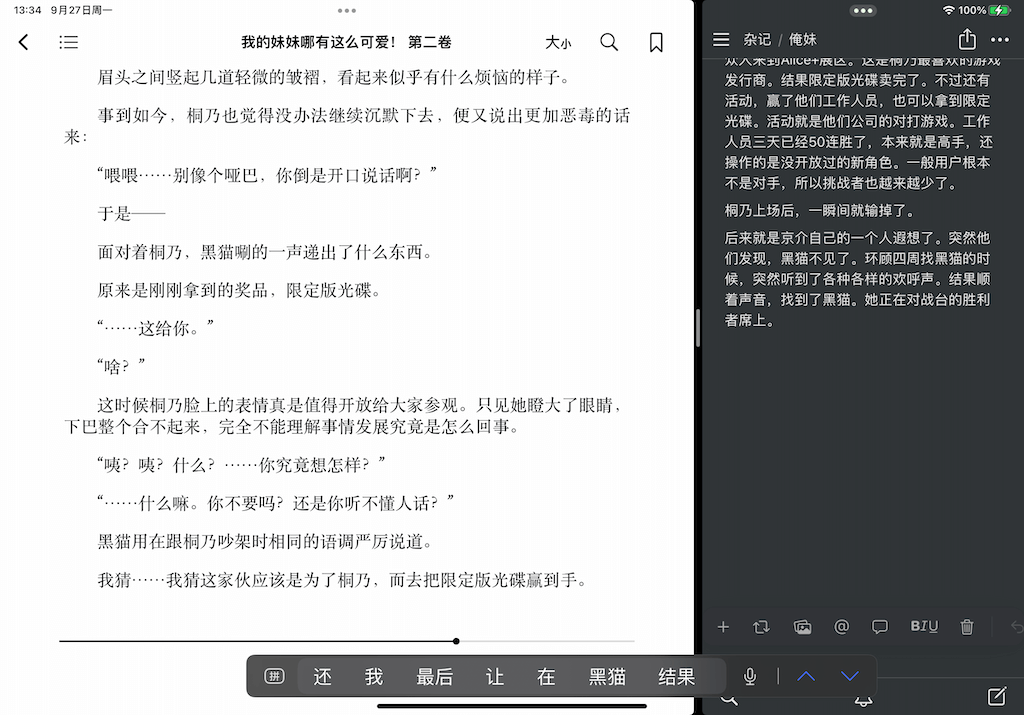 13:34 9月27日周一
100%
我的妹妹哪有这么可爱！ 第二卷
大小
眉头之间竖起几道轻微的皱褶，看起来似乎有什么烦恼的样子。
事到如今，桐乃也觉得没办法继续沉默下去，便又说出更加恶毒的话
来：
“喂喂……别像个哑巴，你倒是开口说话啊？”
于是——
面对着桐乃，黑猫唰的一声递出了什么东西。
原来是刚刚拿到的奖品，限定版光碟。
“……这给你。”
“啥？”
这时候桐乃脸上的表情真是值得开放给大家参观。只见她瞪大了眼睛，
下巴整个合不起来，完全不能理解事情发展究竟是怎么回事。
“咦？咦？什么？……你究竟想怎样？”
“……什么嘛。你不要吗？还是你听不懂人话？”
黑猫用在跟桐乃吵架时相同的语调严厉说道。
我猜……我猜这家伙应该是为了桐乃，而去把限定版光碟赢到手。
杂记 / 俺妹
众人来到Alice+展区。这是桐乃最喜欢的游戏
发行商。结果限定版光碟卖完了。不过还有
活动，赢了他们工作人员，也可以拿到限定
光碟。活动就是他们公司的对打游戏。工作
人员三天已经50连胜了，本来就是高手，还
操作的是没开放过的新角色。一般用户根本
不是对手，所以挑战者也越来越少了。
桐乃上场后，一瞬间就输掉了。
后来就是京介自己的一个人遐想了。突然他
们发现，黑猫不见了。环顾四周找黑猫的时
候，突然听到了各种各样的欢呼声。结果顺
着声音，找到了黑猫。她正在对战台的胜利
者席上。
BIU
拼 还 我 最后 让 在 黑猫 结果